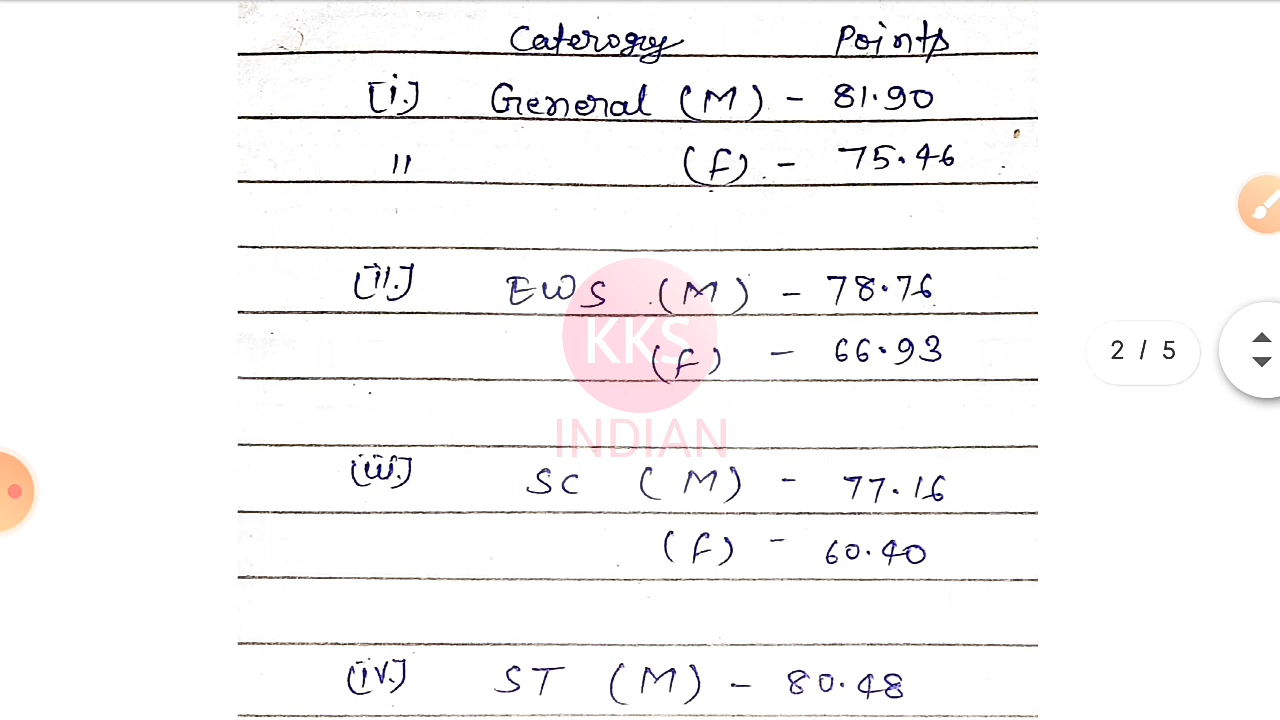 Caterogry Points
[i.] General (M) - 81.90
" (F) - 75.46
[ii.] EWS (M) - 78.76
(F) - 66.93
KKS
INDIAN
2 / 5
[iii.] SC (M) - 77.16
(F) - 60.40
[iv.] ST (M) - 80.48